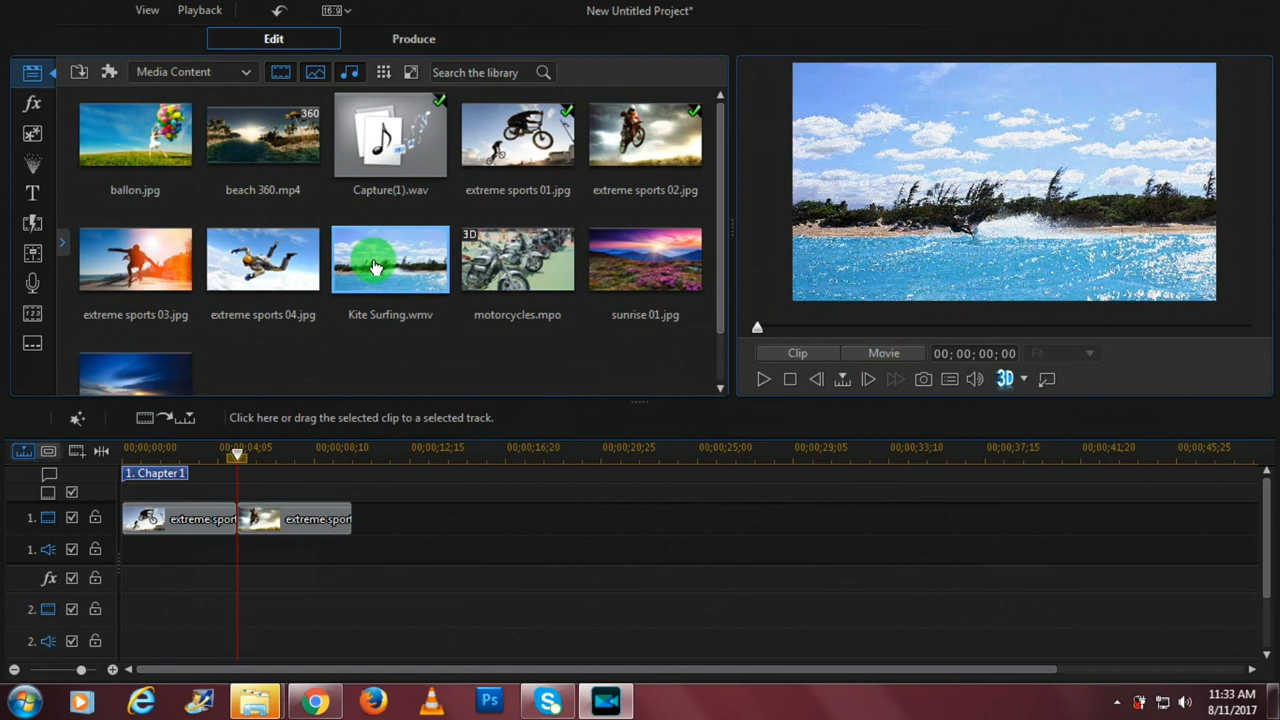 View Playback 16:9 New Untitled Project*
Edit Produce
Media Content Search the library
360
ballon.jpg beach 360.mp4 Capture(1).wav extreme sports 01.jpg extreme sports 02.jpg
3D
extreme sports 03.jpg extreme sports 04.jpg Kite Surfing.wmv motorcycles.mpo sunrise 01.jpg
Clip Movie 00;00;00;00 Fit
3D
Click here or drag the selected clip to a selected track.
00;00;00;00 00;00;04;05 00;00;08;10 00;00;12;15 00;00;16;20 00;00;20;25 00;00;25;00 00;00;29;05 00;00;33;10 00;00;37;15 00;00;41;20 00;00;45;25
1. Chapter 1
1. extreme sport extreme sport
1.
fx
2.
2.
Ps
11:33 AM
8/11/2017